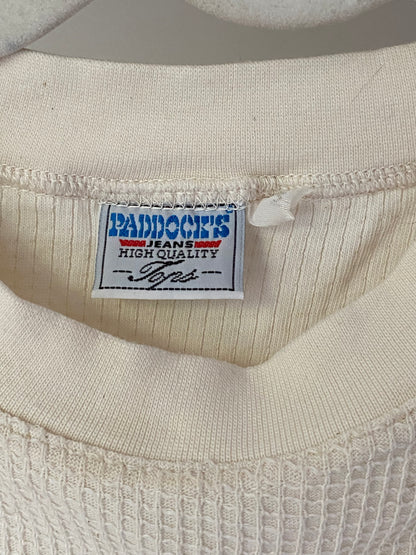 PADDOCK'S
JEANS
HIGH QUALITY
-Tops-